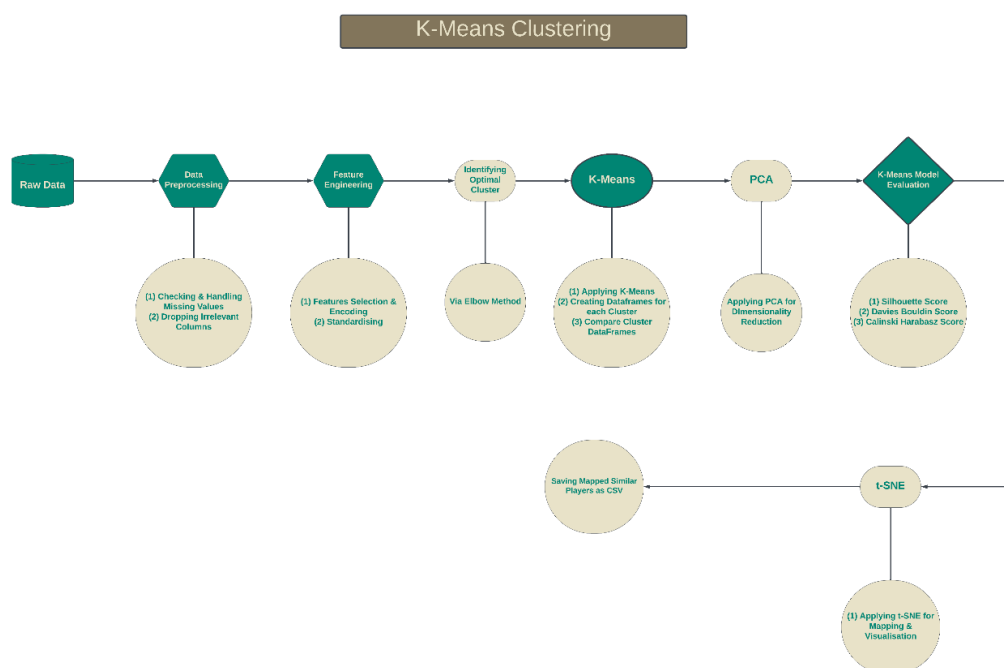 K-Means Clustering
Raw Data
Data
Preprocessing
Feature
Engineering
Identifying
Optimal
Cluster
K-Means
PCA
K-Means Model
Evaluation
(1) Checking & Handling
Missing Values
(2) Dropping Irrelevant
Columns
(1) Features Selection &
Encoding
(2) Standardising
Via Elbow Method
(1) Applying K-Means
(2) Creating Dataframes for
each Cluster
(3) Compare Cluster
DataFrames
Applying PCA for
DImensionality
Reduction
(1) Silhouette Score
(2) Davies Bouldin Score
(3) Calinski Harabasz Score
Saving Mapped Similar
Players as CSV
t-SNE
(1) Applying t-SNE for
Mapping &
Visualisation